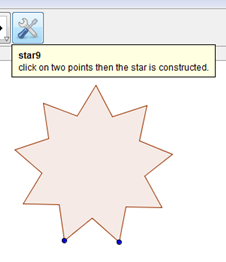 star9
click on two points then the star is constructed.